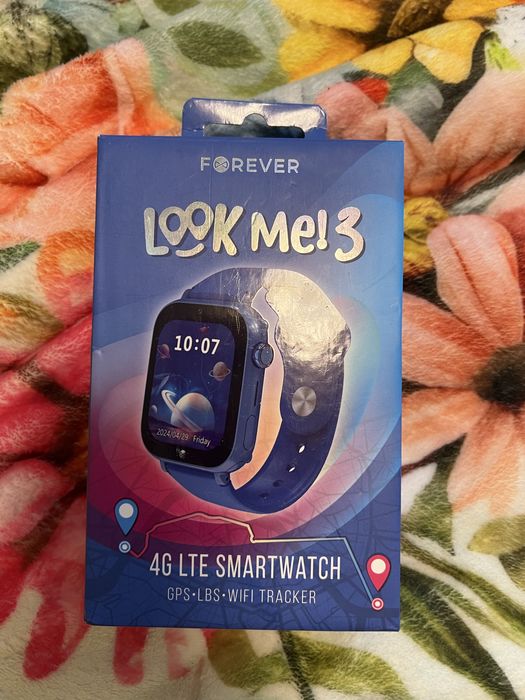 FOREVER
LOOK Me! 3
10:07
2024/04/29 Friday
4G LTE SMARTWATCH
GPS•LBS•WIFI TRACKER